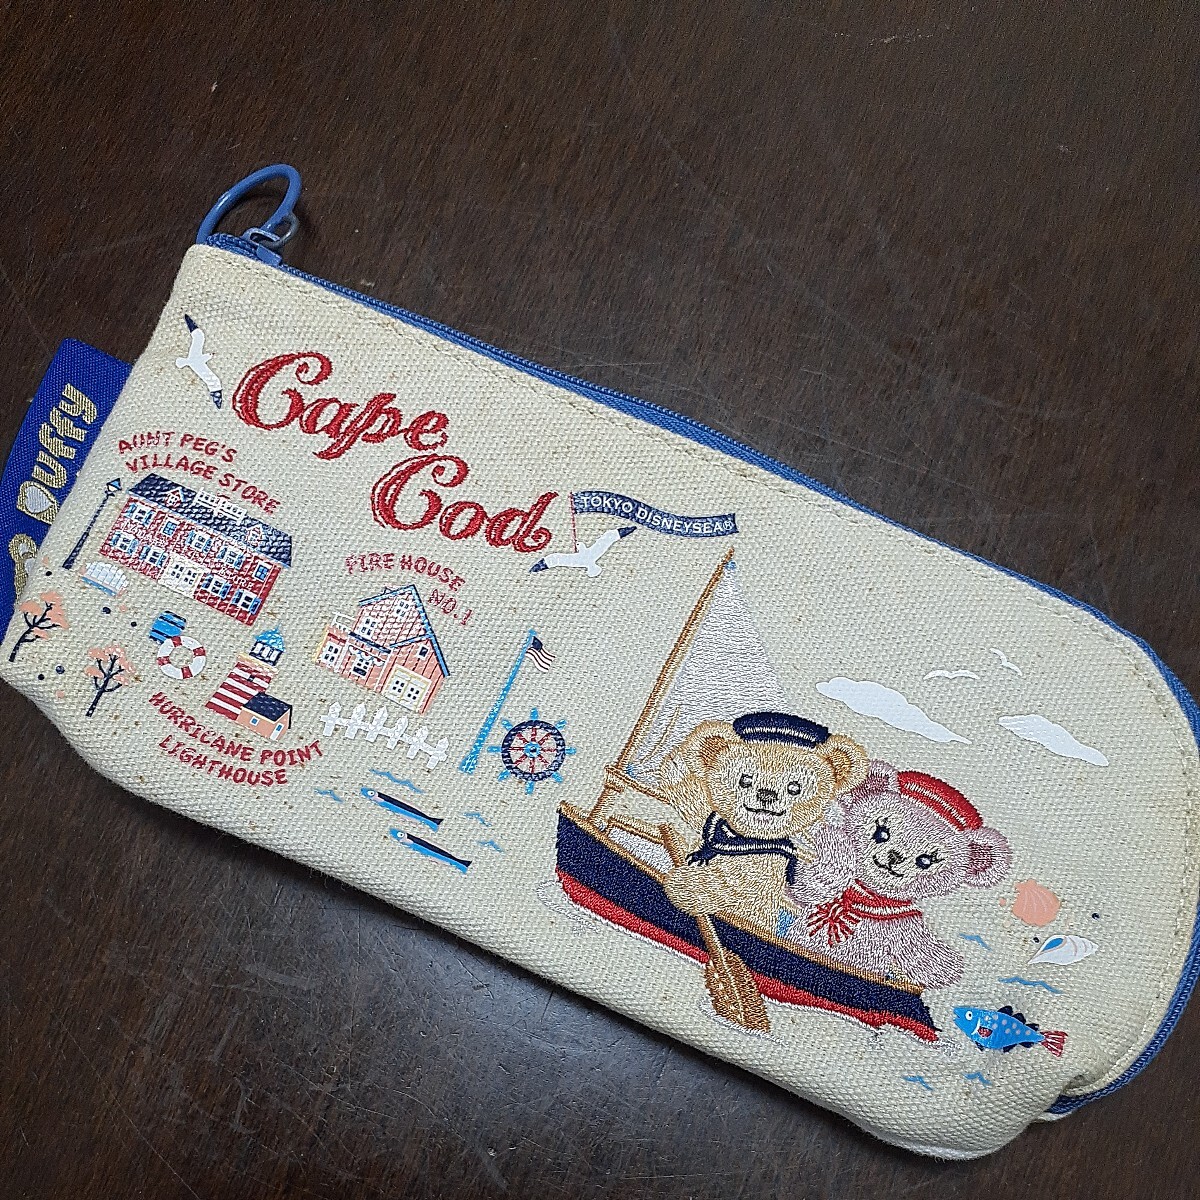 Duffy
Cape
Cod
TOKYO DISNEYSEA®
AUNT PEG'S
VILLAGE STORE
FIRE HOUSE
NO.1
HURRICANE POINT
LIGHTHOUSE